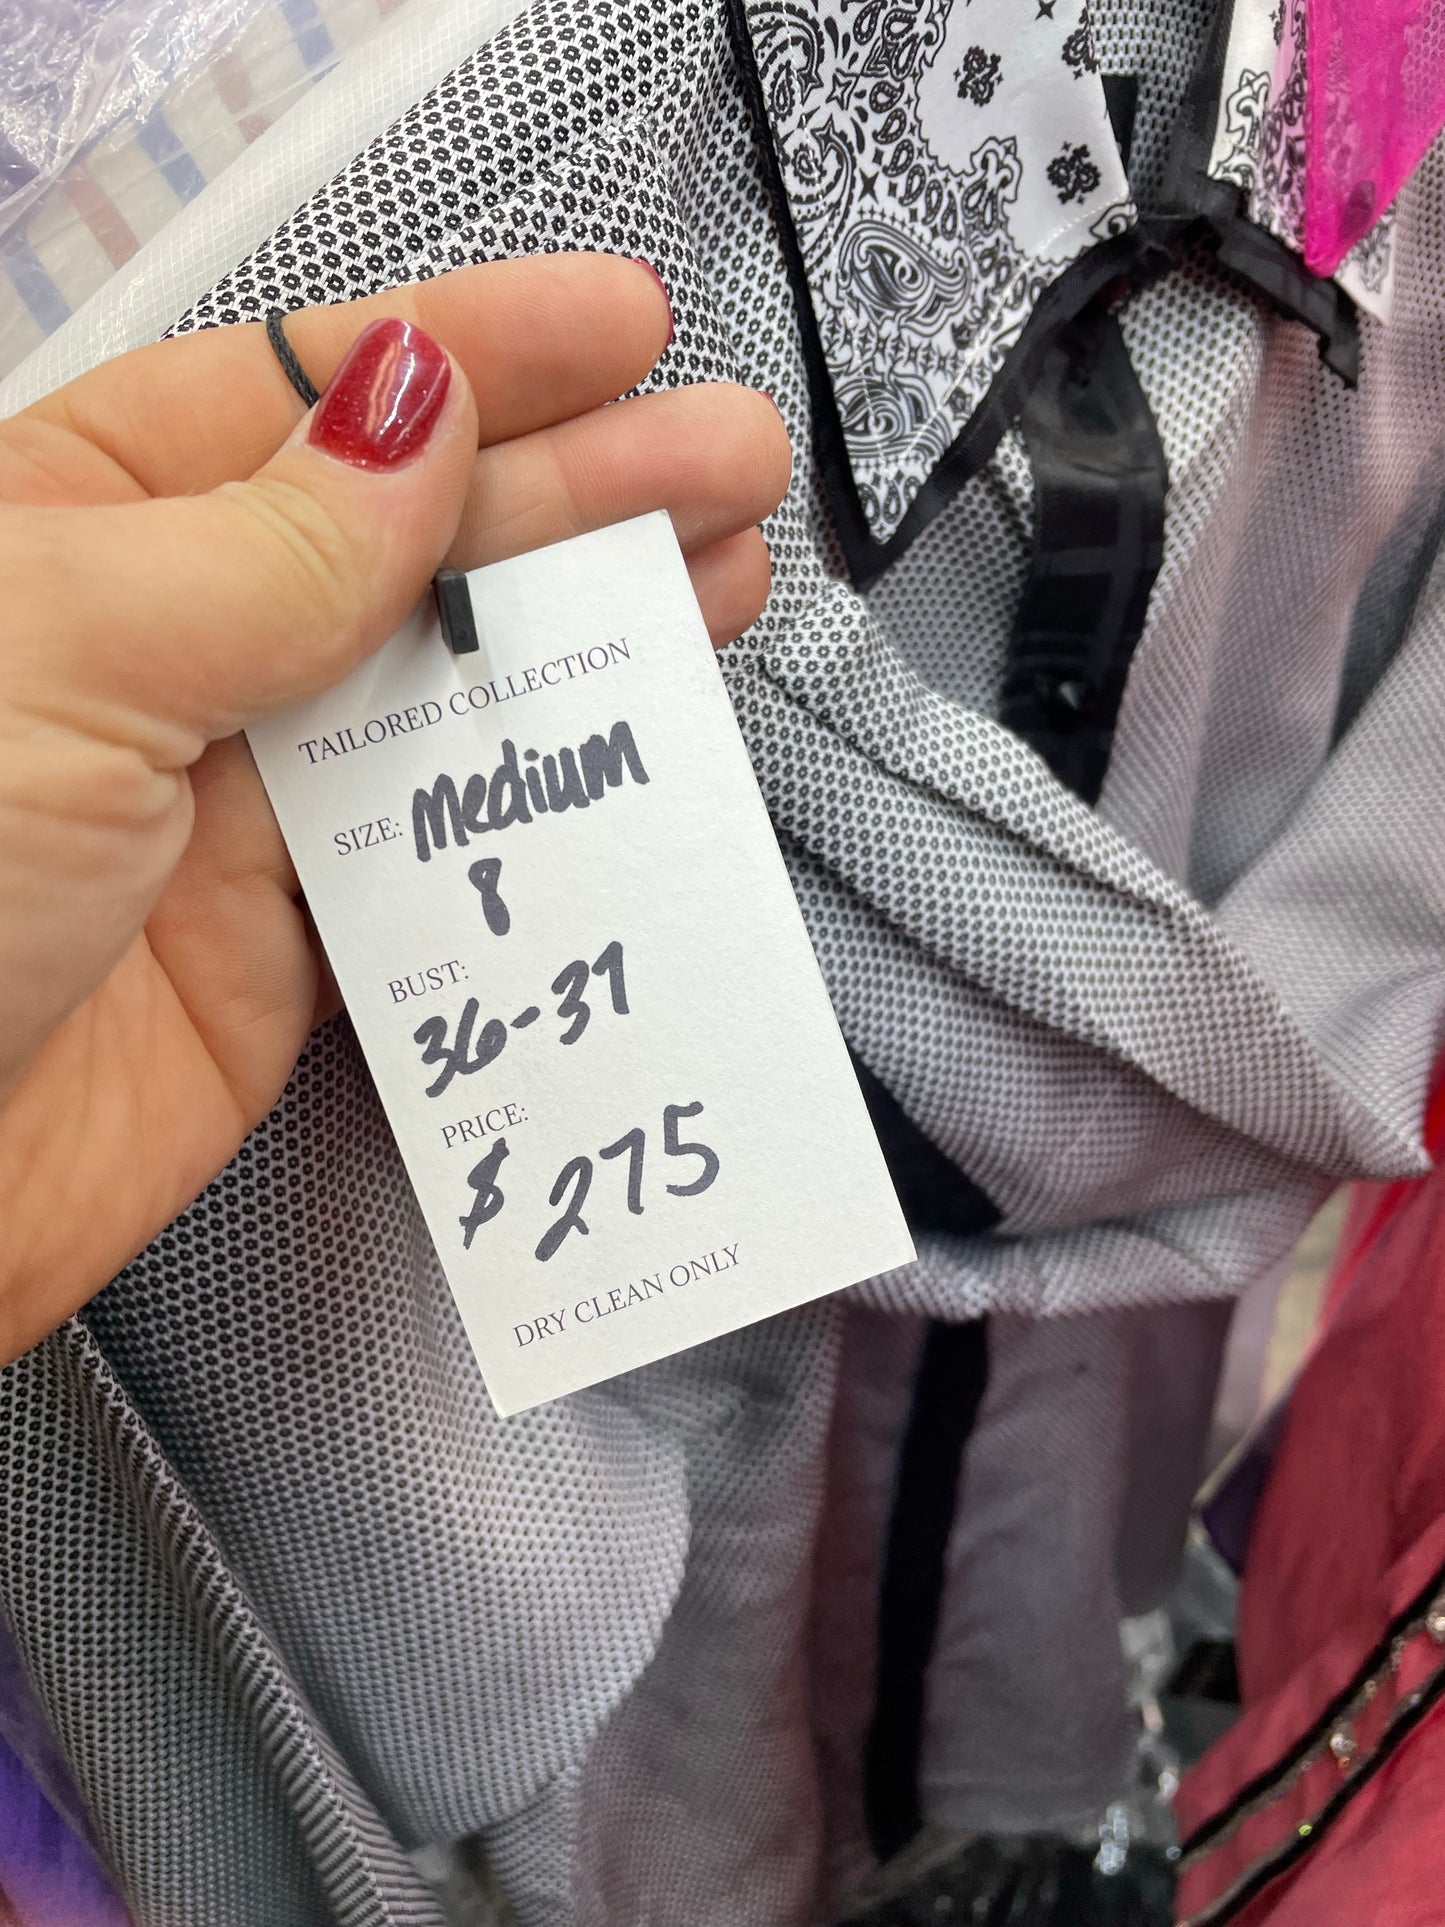 TAILORED COLLECTION
SIZE: Medium
8
BUST:
36-37
PRICE:
$ 275
DRY CLEAN ONLY